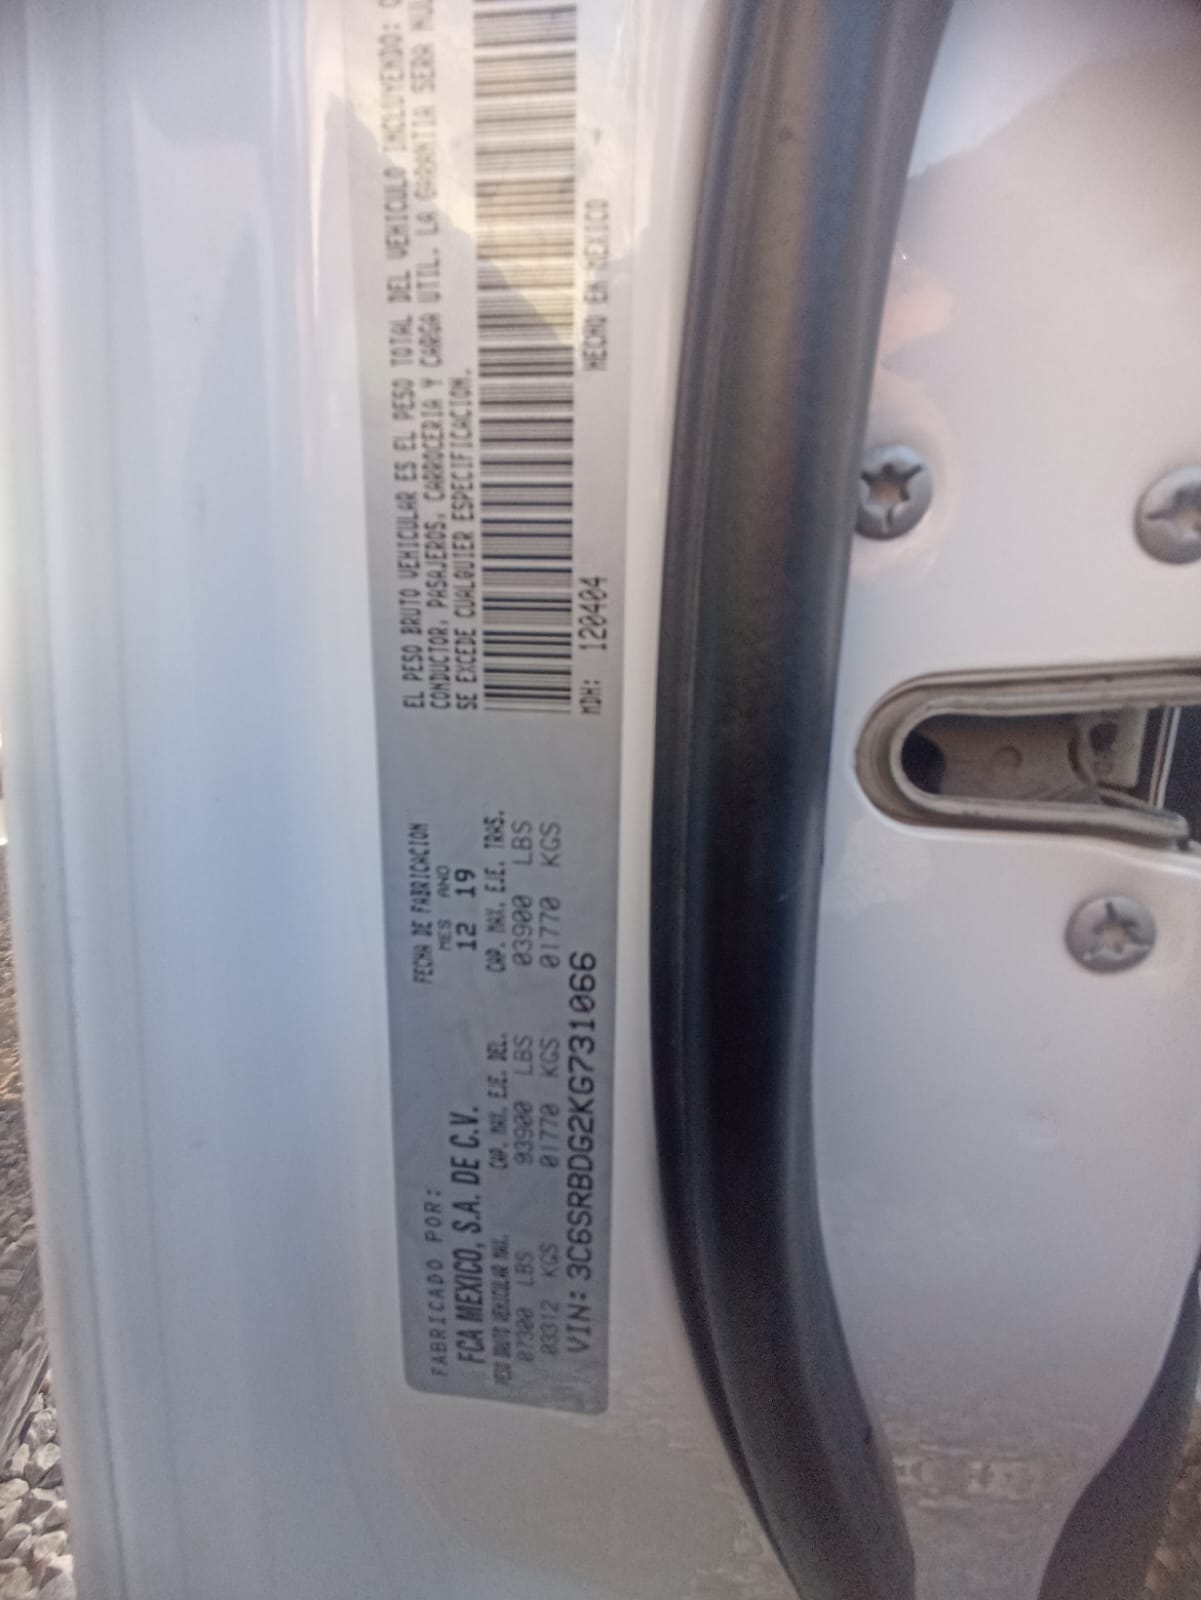 FABRICADO POR:
FCA MEXICO, S.A. DE C.V.
FECHA DE FABRICACION
MES ANO
12 19
PESO BRUTO VEHICULAR MAX. CAP. MAX. EJE. DEL. CAP. MAX. EJE. TRAS.
07300 LBS 03900 LBS 03900 LBS
03312 KGS 01770 KGS 01770 KGS
VIN: 3C6SRBDG2KG731066
EL PESO BRUTO VEHICULAR ES EL PESO TOTAL DEL VEHICULO INCLUYENDO:
CONDUCTOR, PASAJEROS, CARROCERIA Y CARGA UTIL. LA GARANTIA SERA
SE EXCEDE CUALQUIER ESPECIFICACION.
MDH: 120404 HECHO EN MEXICO